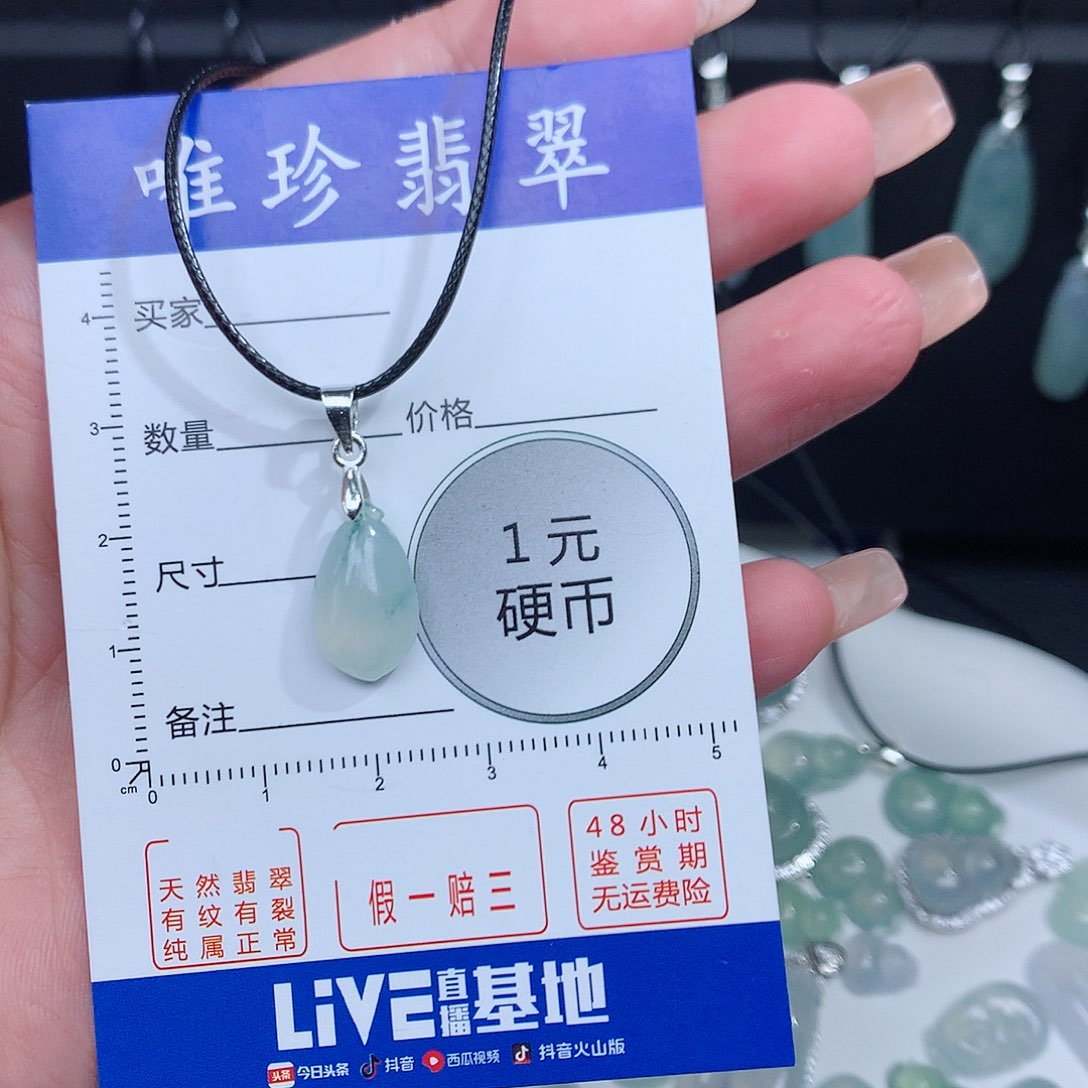 唯珍翡翠
买家
数量 价格
尺寸
备注
1元
硬币
4
3
2
1
0
cm
0 1 2 3 4 5
天然翡翠
有纹有裂
纯属正常
假一赔三
48小时
鉴赏期
无运费险
LiVE直播基地
头条 今日头条 抖音 西瓜视频 抖音火山版